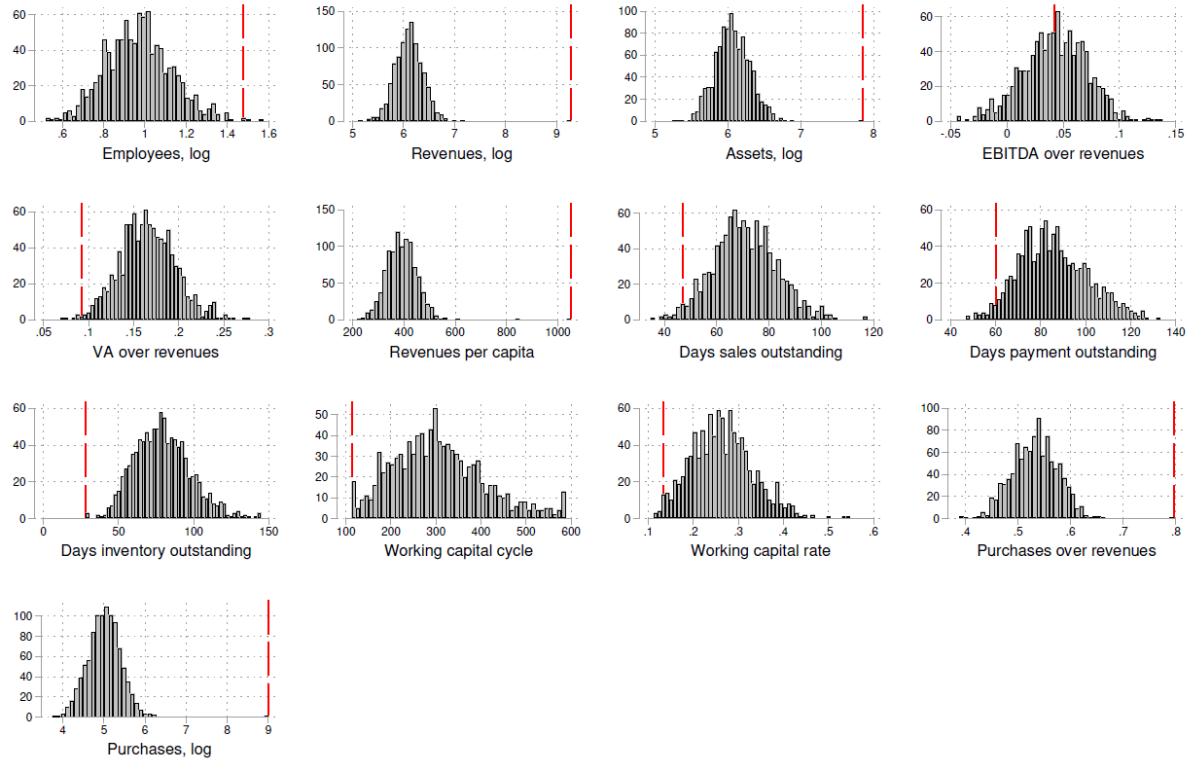 0 20 40 60
.6 .8 1 1.2 1.4 1.6
Employees, log
0 50 100 150
5 6 7 8 9
Revenues, log
0 20 40 60 80 100
5 6 7 8
Assets, log
0 20 40 60
-.05 0 .05 .1 .15
EBITDA over revenues
0 20 40 60
.05 .1 .15 .2 .25 .3
VA over revenues
0 50 100 150
200 400 600 800 1000
Revenues per capita
0 20 40 60
40 60 80 100 120
Days sales outstanding
0 20 40 60
40 60 80 100 120 140
Days payment outstanding
0 20 40 60
0 50 100 150
Days inventory outstanding
0 10 20 30 40 50
100 200 300 400 500 600
Working capital cycle
0 20 40 60
.1 .2 .3 .4 .5 .6
Working capital rate
0 20 40 60 80 100
.4 .5 .6 .7 .8
Purchases over revenues
0 20 40 60 80 100
4 5 6 7 8 9
Purchases, log